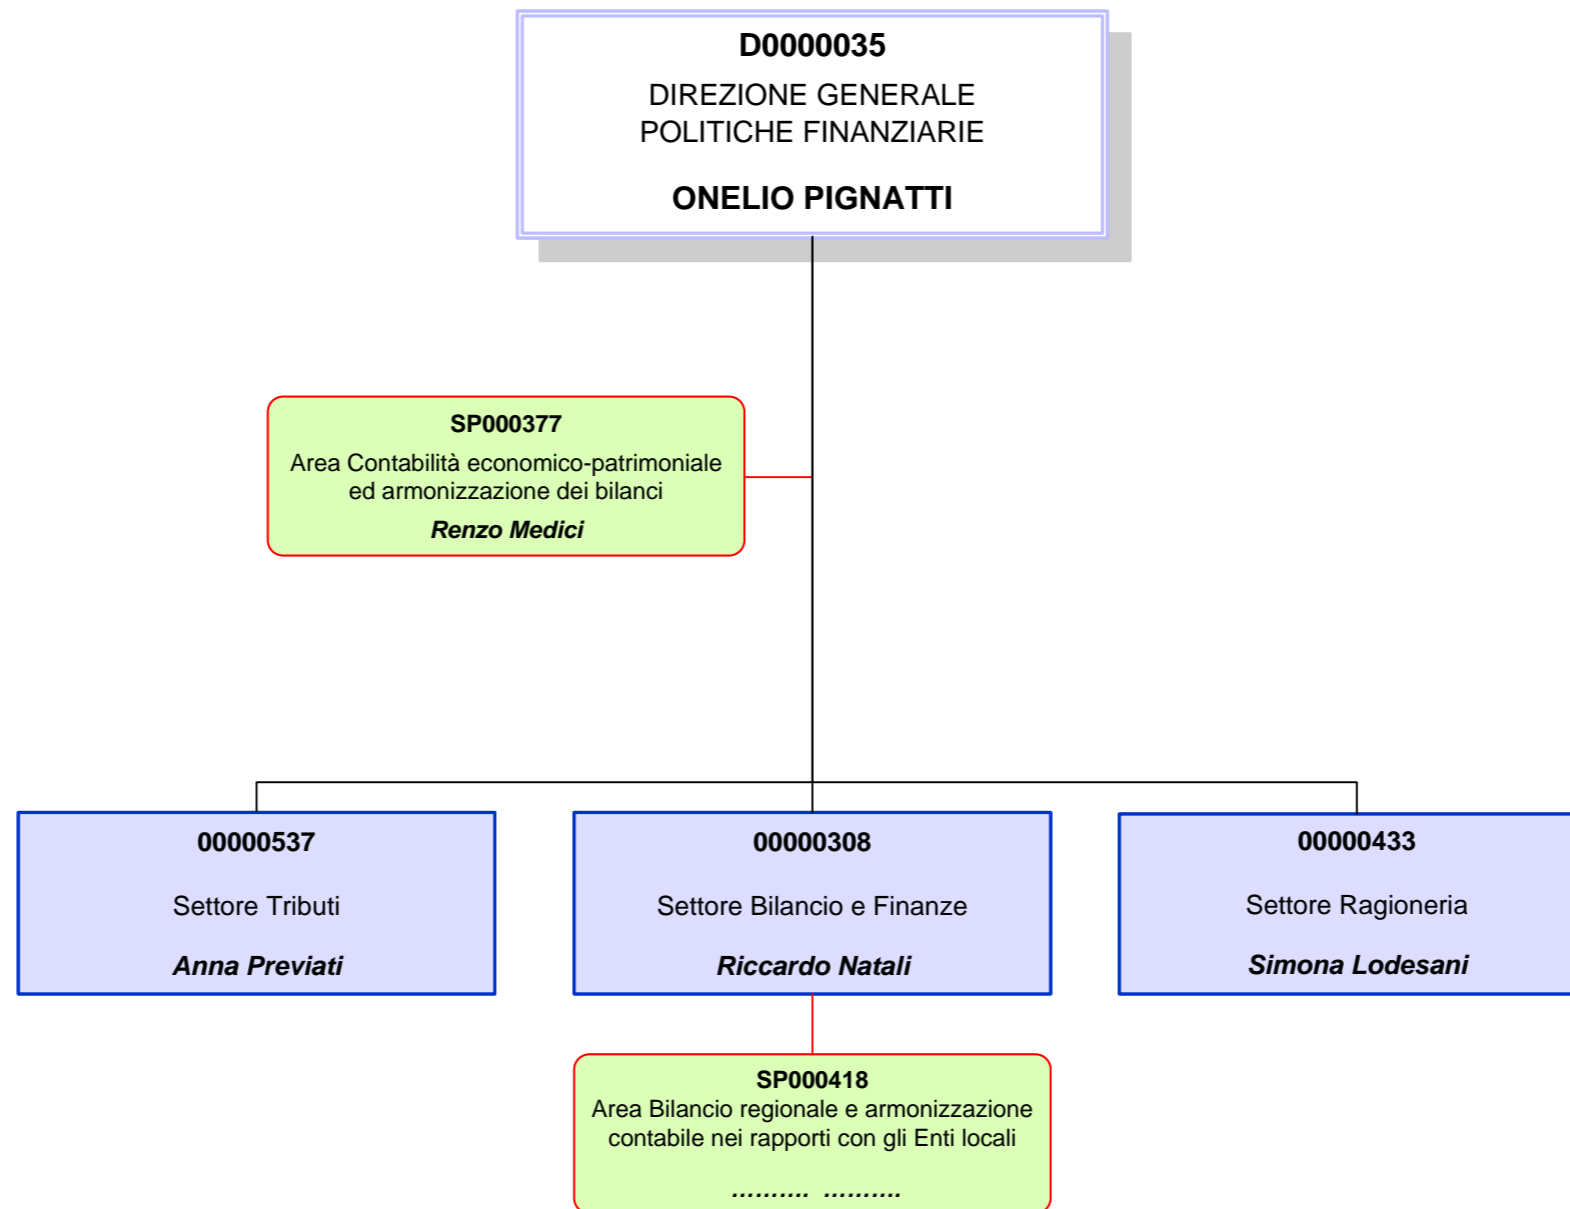 D0000035
DIREZIONE GENERALE
POLITICHE FINANZIARIE
ONELIO PIGNATTI
SP000377
Area Contabilità economico-patrimoniale
ed armonizzazione dei bilanci
Renzo Medici
00000537
Settore Tributi
Anna Previati
00000308
Settore Bilancio e Finanze
Riccardo Natali
00000433
Settore Ragioneria
Simona Lodesani
SP000418
Area Bilancio regionale e armonizzazione
contabile nei rapporti con gli Enti locali
.......... ..........